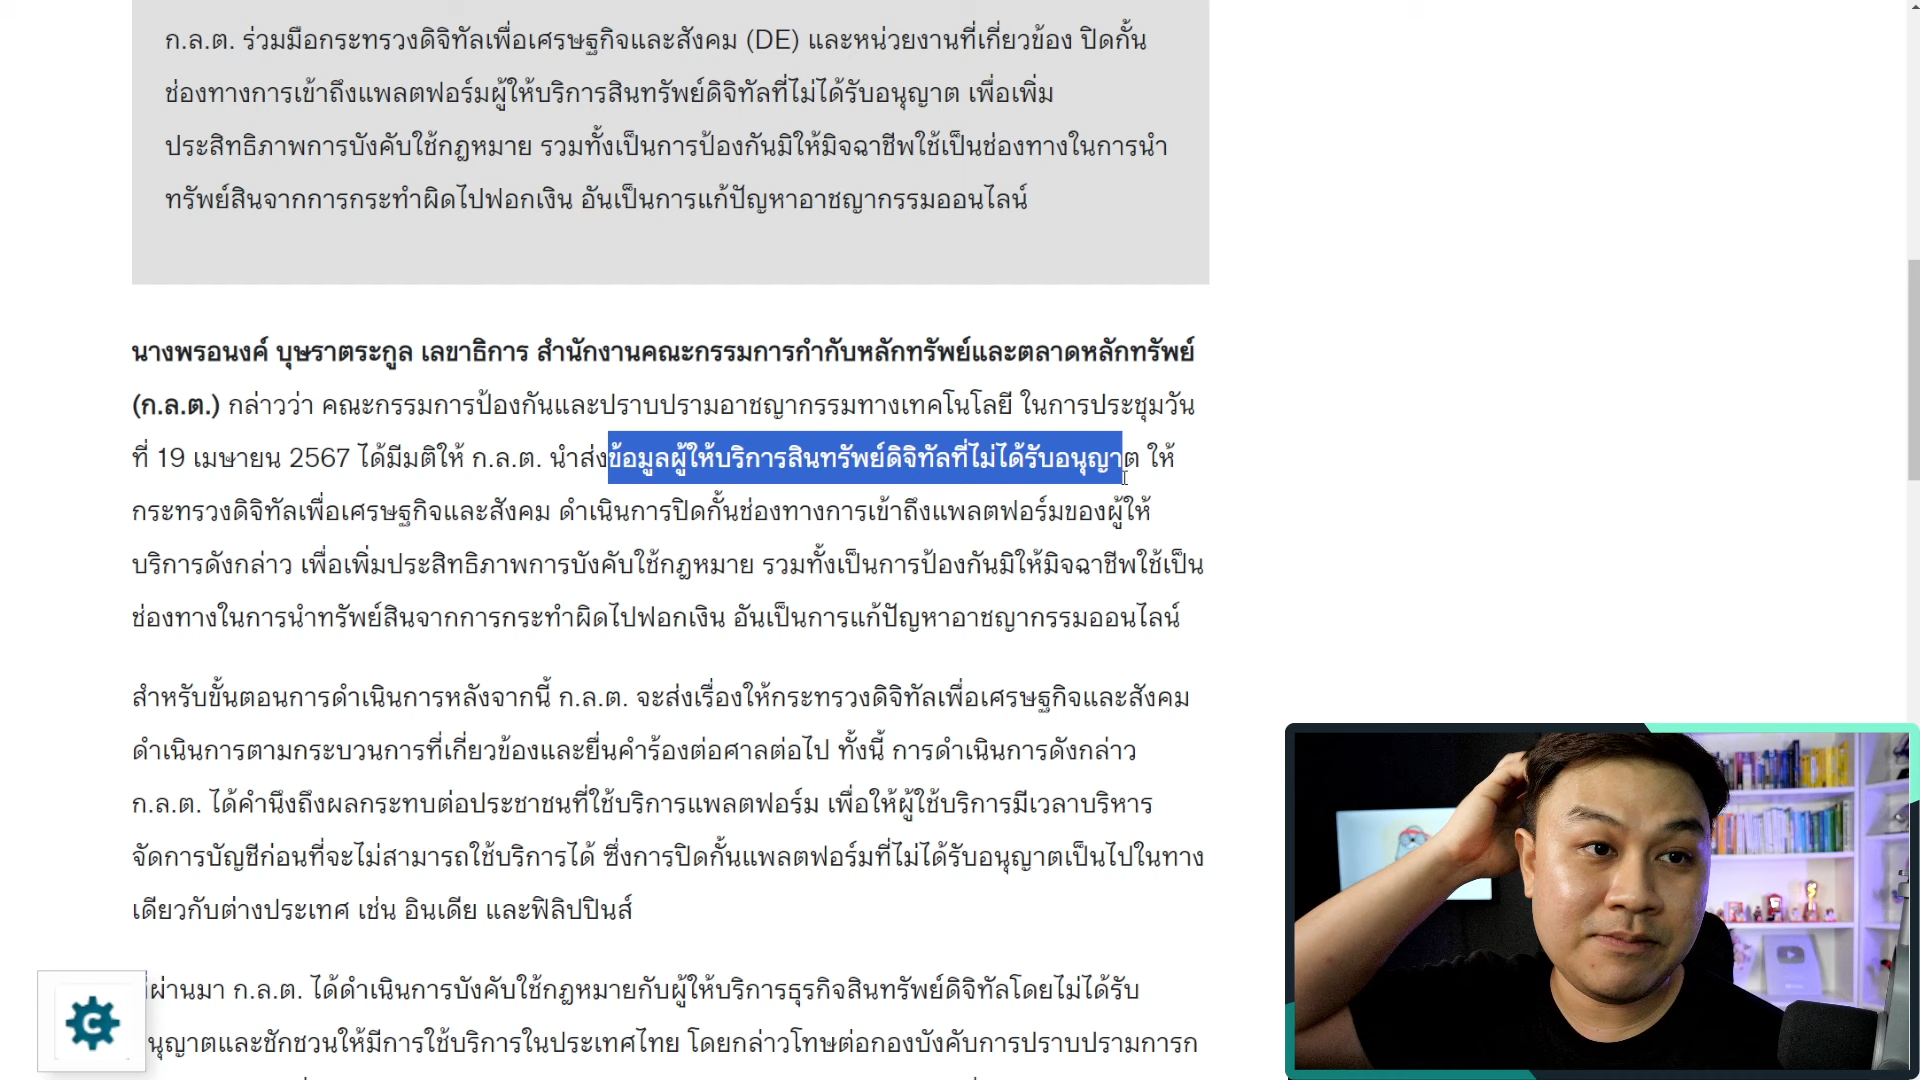 ก.ล.ต. ร่วมมือกระทรวงดิจิทัลเพื่อเศรษฐกิจและสังคม (DE) และหน่วยงานที่เกี่ยวข้อง ปิดกั้น
ช่องทางการเข้าถึงแพลตฟอร์มผู้ให้บริการสินทรัพย์ดิจิทัลที่ไม่ได้รับอนุญาต เพื่อเพิ่ม
ประสิทธิภาพการบังคับใช้กฎหมาย รวมทั้งเป็นการป้องกันมิให้มิจฉาชีพใช้เป็นช่องทางในการนำ
ทรัพย์สินจากการกระทำผิดไปฟอกเงิน อันเป็นการแก้ปัญหาอาชญากรรมออนไลน์
นางพรอนงค์ บุษราตระกูล เลขาธิการ สำนักงานคณะกรรมการกำกับหลักทรัพย์และตลาดหลักทรัพย์
(ก.ล.ต.) กล่าวว่า คณะกรรมการป้องกันและปราบปรามอาชญากรรมทางเทคโนโลยี ในการประชุมวัน
ที่ 19 เมษายน 2567 ได้มีมติให้ ก.ล.ต. นำส่งข้อมูลผู้ให้บริการสินทรัพย์ดิจิทัลที่ไม่ได้รับอนุญาต ให้
กระทรวงดิจิทัลเพื่อเศรษฐกิจและสังคม ดำเนินการปิดกั้นช่องทางการเข้าถึงแพลตฟอร์มของผู้ให้
บริการดังกล่าว เพื่อเพิ่มประสิทธิภาพการบังคับใช้กฎหมาย รวมทั้งเป็นการป้องกันมิให้มิจฉาชีพใช้เป็น
ช่องทางในการนำทรัพย์สินจากการกระทำผิดไปฟอกเงิน อันเป็นการแก้ปัญหาอาชญากรรมออนไลน์
สำหรับขั้นตอนการดำเนินการหลังจากนี้ ก.ล.ต. จะส่งเรื่องให้กระทรวงดิจิทัลเพื่อเศรษฐกิจและสังคม
ดำเนินการตามกระบวนการที่เกี่ยวข้องและยื่นคำร้องต่อศาลต่อไป ทั้งนี้ การดำเนินการดังกล่าว
ก.ล.ต. ได้คำนึงถึงผลกระทบต่อประชาชนที่ใช้บริการแพลตฟอร์ม เพื่อให้ผู้ใช้บริการมีเวลาบริหาร
จัดการบัญชีก่อนที่จะไม่สามารถใช้บริการได้ ซึ่งการปิดกั้นแพลตฟอร์มที่ไม่ได้รับอนุญาตเป็นไปในทาง
เดียวกับต่างประเทศ เช่น อินเดีย และฟิลิปปินส์
ผ่านมา ก.ล.ต. ได้ดำเนินการบังคับใช้กฎหมายกับผู้ให้บริการธุรกิจสินทรัพย์ดิจิทัลโดยไม่ได้รับ
นุญาตและชักชวนให้มีการใช้บริการในประเทศไทย โดยกล่าวโทษต่อกองบังคับการปราบปรามการก